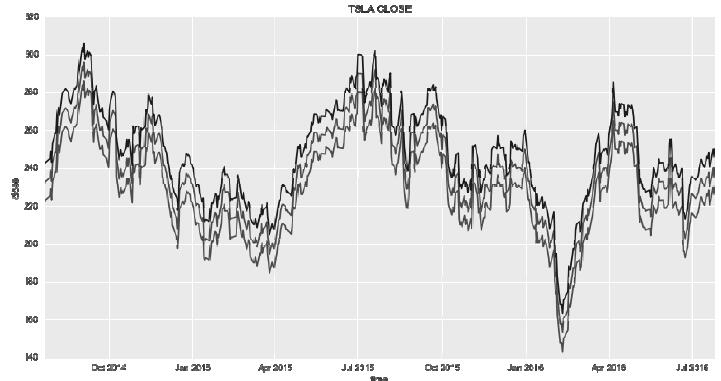 TSLA CLOSE
320
300
280
260
240
220
200
180
160
140
close
Oct 2014
Jan 2015
Apr 2015
Jul 2015
Oct 2015
Jan 2016
Apr 2016
Jul 2016
time